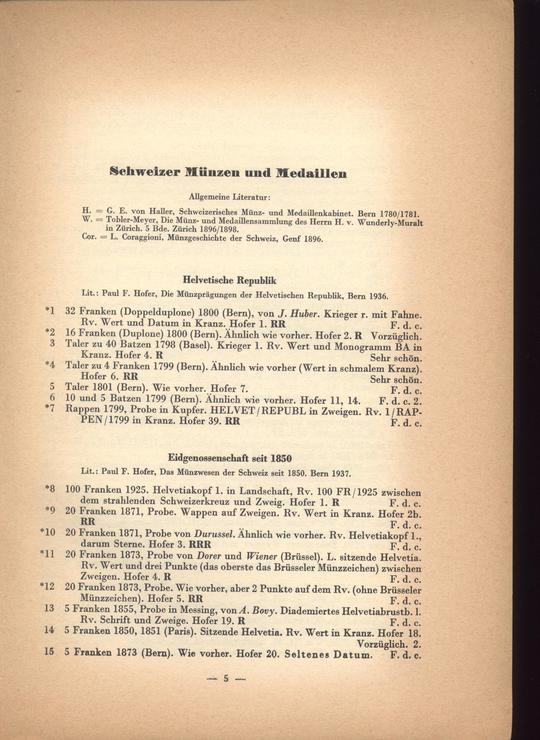 Schweizer Münzen und Medaillen
Allgemeine Literatur:
H. = G. E. von Haller, Schweizerisches Münz- und Medaillenkabinet. Bern 1780/1781.
W. = Tobler-Meyer, Die Münz- und Medaillensammlung des Herrn H. v. Wunderly-Muralt
in Zürich. 5 Bde. Zürich 1896/1898.
Cor. = L. Coraggioni, Münzgeschichte der Schweiz, Genf 1896.
Helvetische Republik
Lit.: Paul F. Hofer, Die Münzprägungen der Helvetischen Republik, Bern 1936.
*1 32 Franken (Doppelduplone) 1800 (Bern), von J. Huber. Krieger r. mit Fahne.
Rv. Wert und Datum in Kranz. Hofer 1. RR F. d. c.
*2 16 Franken (Duplone) 1800 (Bern). Ähnlich wie vorher. Hofer 2. R Vorzüglich.
3 Taler zu 40 Batzen 1798 (Basel). Krieger l. Rv. Wert und Monogramm BA in
Kranz. Hofer 4. R Sehr schön.
*4 Taler zu 4 Franken 1799 (Bern). Ähnlich wie vorher (Wert in schmalem Kranz).
Hofer 6. RR Sehr schön.
5 Taler 1801 (Bern). Wie vorher. Hofer 7. F. d. c.
6 10 und 5 Batzen 1799 (Bern). Ähnlich wie vorher. Hofer 11, 14. F. d. c. 2.
*7 Rappen 1799, Probe in Kupfer. HELVET/REPUBL in Zweigen. Rv. 1/RAP-
PEN/1799 in Kranz. Hofer 39. RR F. d. c.
Eidgenossenschaft seit 1850
Lit.: Paul F. Hofer, Das Münzwesen der Schweiz seit 1850. Bern 1937.
*8 100 Franken 1925. Helvetiakopf l. in Landschaft, Rv. 100 FR/1925 zwischen
dem strahlenden Schweizerkreuz und Zweig. Hofer 1. R F. d. c.
*9 20 Franken 1871, Probe. Wappen auf Zweigen. Rv. Wert in Kranz. Hofer 2b.
RR F. d. c.
*10 20 Franken 1871, Probe von Durussel. Ähnlich wie vorher. Rv. Helvetiakopf l.,
darum Sterne. Hofer 3. RRR F. d. c.
*11 20 Franken 1873, Probe von Dorer und Wiener (Brüssel). L. sitzende Helvetia.
Rv. Wert und drei Punkte (das oberste das Brüsseler Münzzeichen) zwischen
Zweigen. Hofer 4. R F. d. c.
*12 20 Franken 1873, Probe. Wie vorher, aber 2 Punkte auf dem Rv. (ohne Brüsseler
Münzzeichen). Hofer 5. RR F. d. c.
13 5 Franken 1855, Probe in Messing, von A. Bovy. Diademiertes Helvetiabrustb. l.
Rv. Schrift und Zweige. Hofer 19. R F. d. c.
14 5 Franken 1850, 1851 (Paris). Sitzende Helvetia. Rv. Wert in Kranz. Hofer 18.
Vorzüglich. 2.
15 5 Franken 1873 (Bern). Wie vorher. Hofer 20. Seltenes Datum. F. d. c.
— 5 —